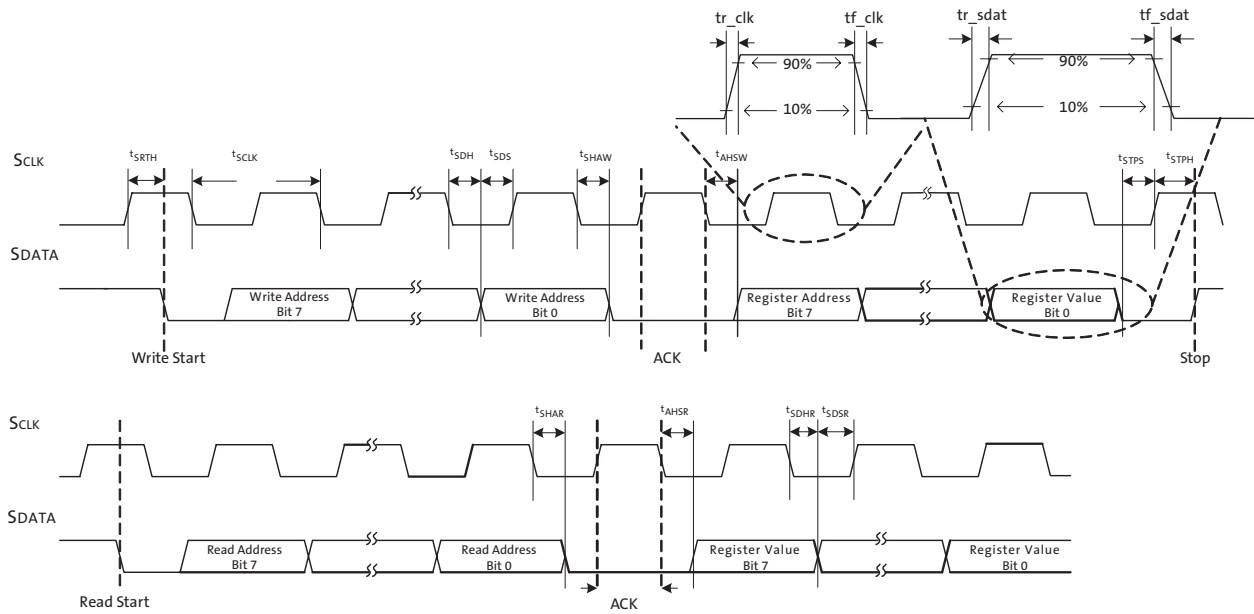 tr_clk tf_clk tr_sdat tf_sdat
90% 90%
10% 10%
SCLK tSRTH tSCLK tSDH tSDS tSHAW tAHSW tSTPS tSTPH
SDATA
Write Address Bit 7
Write Address Bit 0
Register Address Bit 7
Register Value Bit 0
Write Start ACK Stop
SCLK tSHAR tAHSR tSDHR tSDSR
SDATA
Read Address Bit 7
Read Address Bit 0
Register Value Bit 7
Register Value Bit 0
Read Start ACK